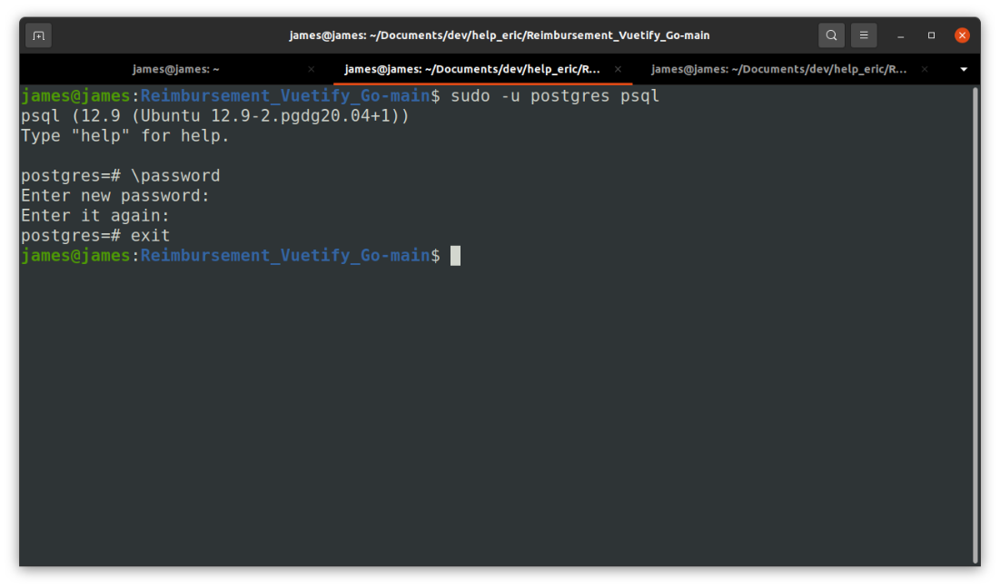 james@james: ~/Documents/dev/help_eric/Reimbursement_Vuetify_Go-main
james@james: ~
james@james: ~/Documents/dev/help_eric/R...
james@james: ~/Documents/dev/help_eric/R...
james@james:Reimbursement_Vuetify_Go-main$ sudo -u postgres psql
psql (12.9 (Ubuntu 12.9-2.pgdg20.04+1))
Type "help" for help.
postgres=# \password
Enter new password:
Enter it again:
postgres=# exit
james@james:Reimbursement_Vuetify_Go-main$